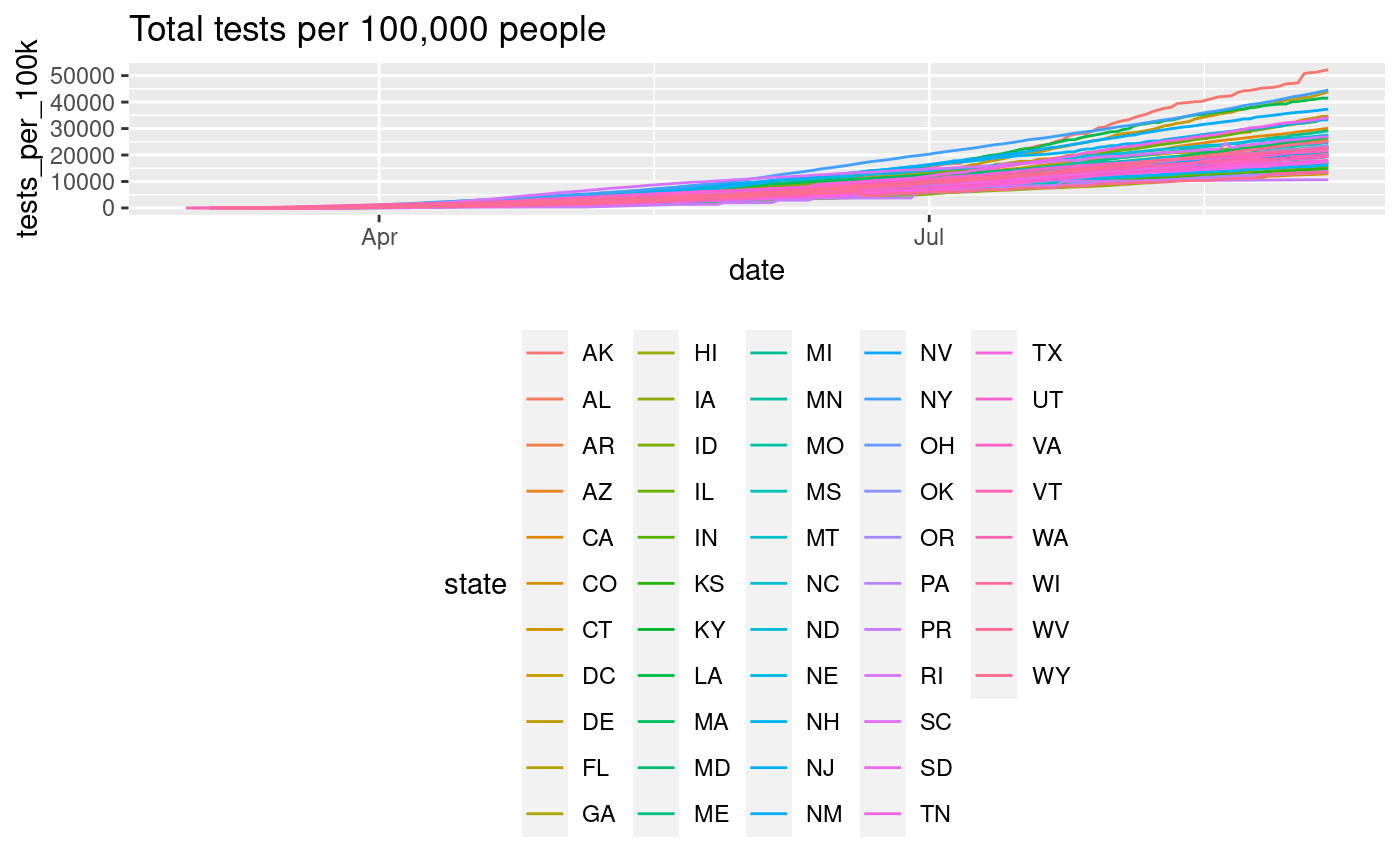 Total tests per 100,000 people
tests_per_100k
50000
40000
30000
20000
10000
0
Apr Jul
date
state
AK HI MI NV TX
AL IA MN NY UT
AR ID MO OH VA
AZ IL MS OK VT
CA IN MT OR WA
CO KS NC PA WI
CT KY ND PR WV
DC LA NE RI WY
DE MA NH SC
FL MD NJ SD
GA ME NM TN